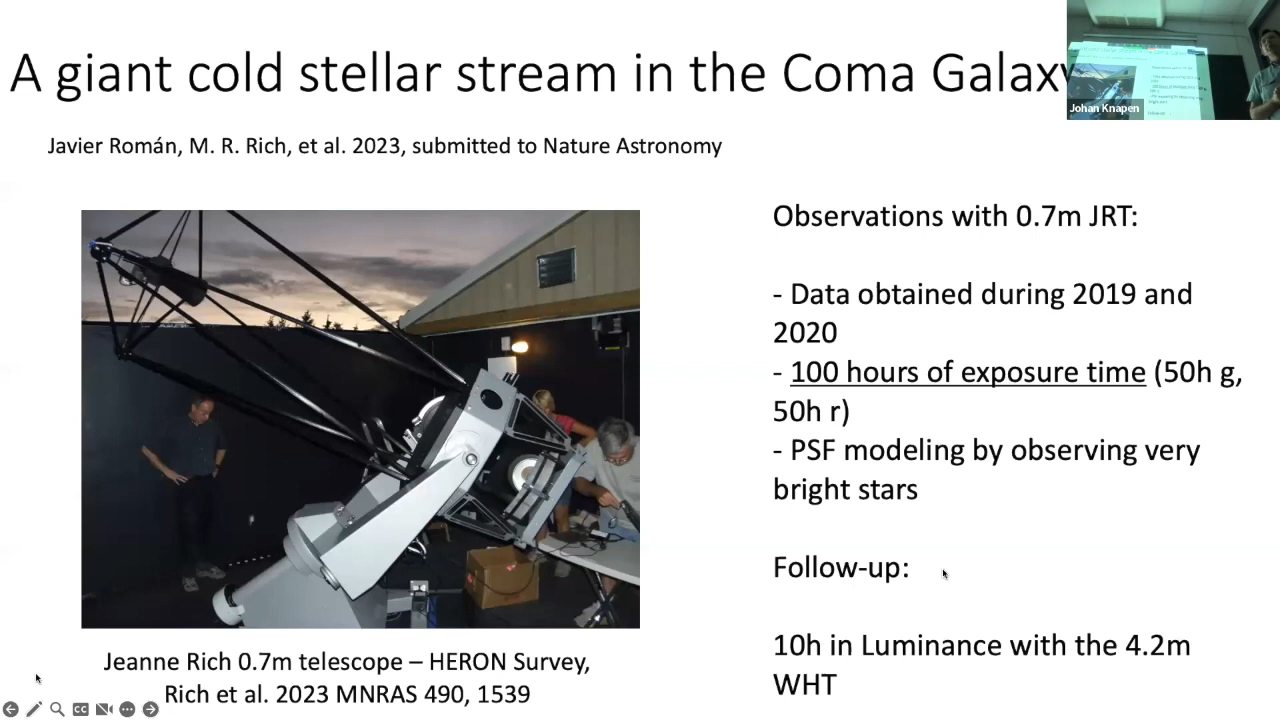 A giant cold stellar stream in the Coma Galaxy
Johan Knapen
Javier Román, M. R. Rich, et al. 2023, submitted to Nature Astronomy
Observations with 0.7m JRT:
- Data obtained during 2019 and
2020
- 100 hours of exposure time (50h g,
50h r)
- PSF modeling by observing very
bright stars
Follow-up:
10h in Luminance with the 4.2m
WHT
Jeanne Rich 0.7m telescope – HERON Survey,
Rich et al. 2023 MNRAS 490, 1539
CC